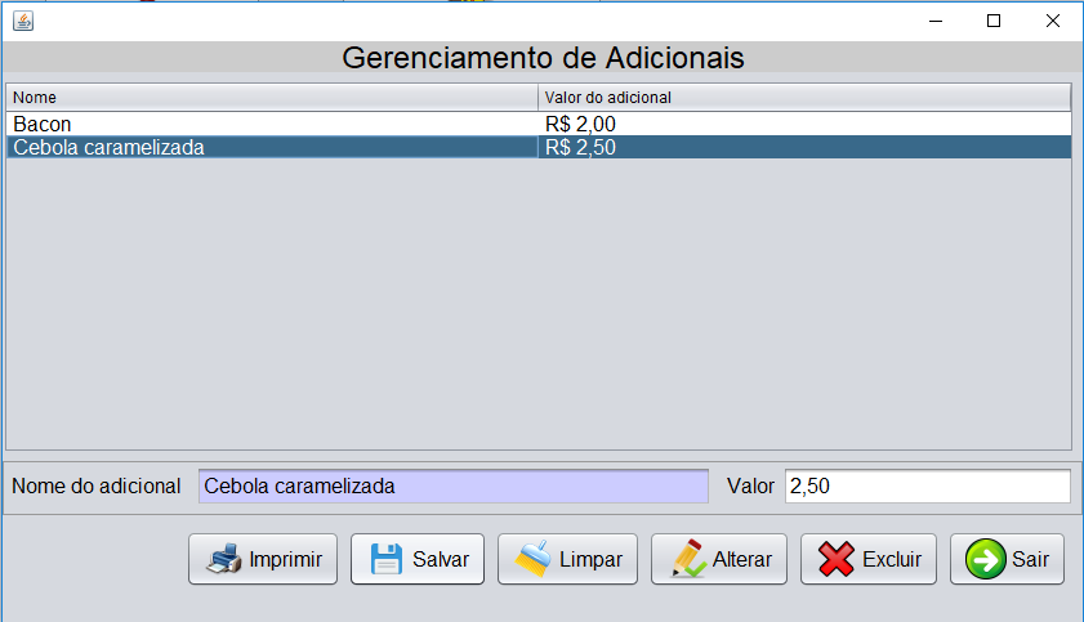 Gerenciamento de Adicionais
Nome Valor do adicional
Bacon R$ 2,00
Cebola caramelizada R$ 2,50
Nome do adicional Cebola caramelizada Valor 2,50
Imprimir Salvar Limpar Alterar Excluir Sair